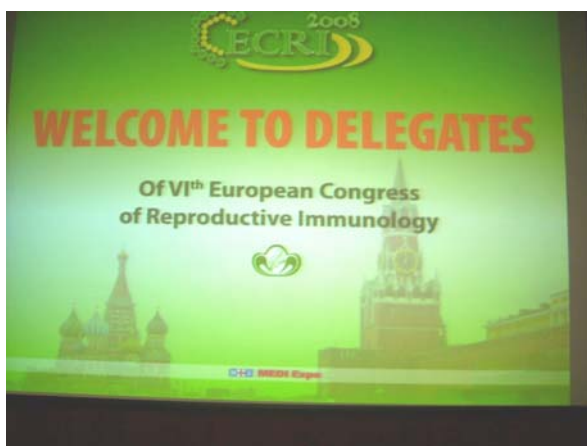 2008
ECRI
WELCOME TO DELEGATES
Of VIth European Congress
of Reproductive Immunology
MEDI Expo